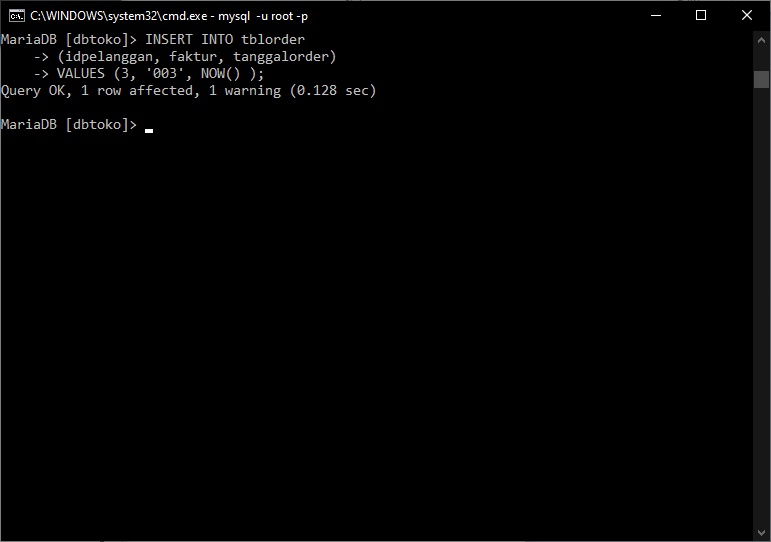 C:\WINDOWS\system32\cmd.exe - mysql  -u root -p
MariaDB [dbtoko]> INSERT INTO tblorder
    -> (idpelanggan, faktur, tanggalorder)
    -> VALUES (3, '003', NOW() );
Query OK, 1 row affected, 1 warning (0.128 sec)
MariaDB [dbtoko]>